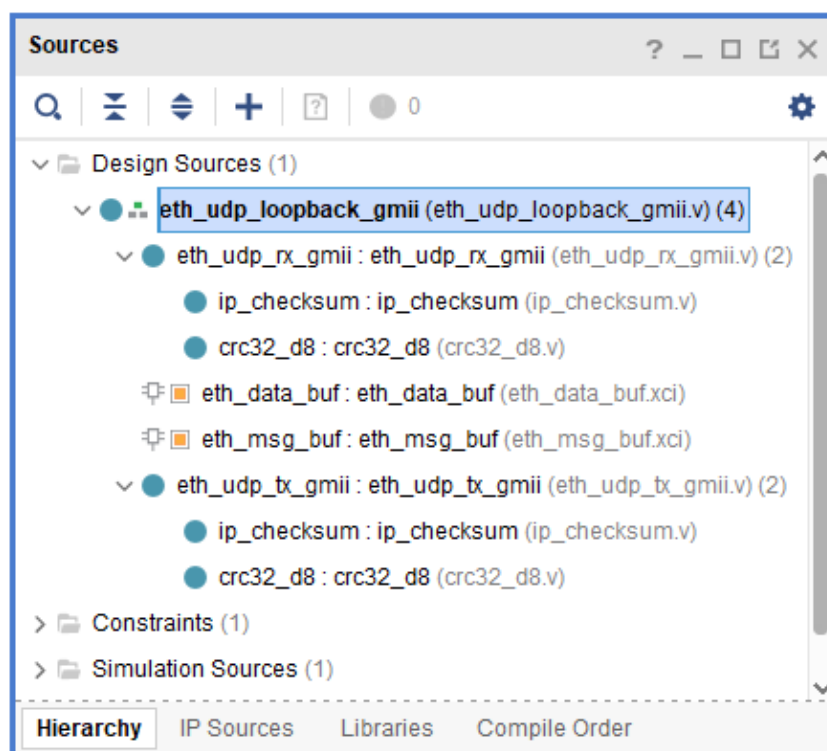 Sources
0
Design Sources (1)
eth_udp_loopback_gmii (eth_udp_loopback_gmii.v) (4)
eth_udp_rx_gmii : eth_udp_rx_gmii (eth_udp_rx_gmii.v) (2)
ip_checksum : ip_checksum (ip_checksum.v)
crc32_d8 : crc32_d8 (crc32_d8.v)
eth_data_buf : eth_data_buf (eth_data_buf.xci)
eth_msg_buf : eth_msg_buf (eth_msg_buf.xci)
eth_udp_tx_gmii : eth_udp_tx_gmii (eth_udp_tx_gmii.v) (2)
ip_checksum : ip_checksum (ip_checksum.v)
crc32_d8 : crc32_d8 (crc32_d8.v)
Constraints (1)
Simulation Sources (1)
Hierarchy IP Sources Libraries Compile Order